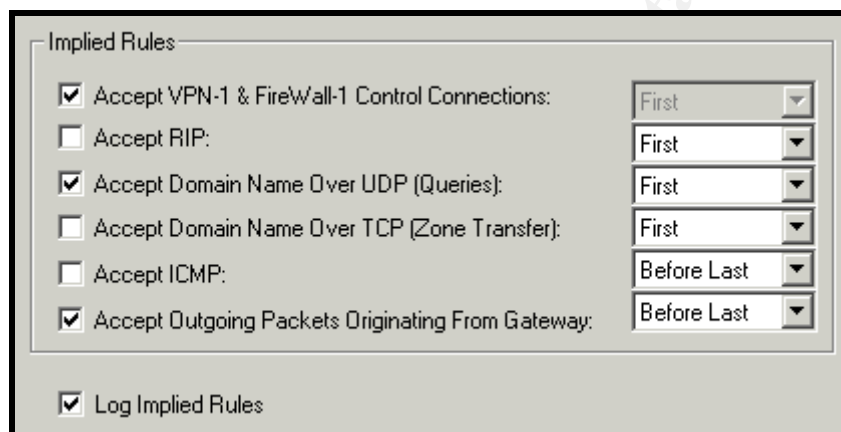 Implied Rules
Accept VPN-1 & FireWall-1 Control Connections: First
Accept RIP: First
Accept Domain Name Over UDP (Queries): First
Accept Domain Name Over TCP (Zone Transfer): First
Accept ICMP: Before Last
Accept Outgoing Packets Originating From Gateway: Before Last
Log Implied Rules